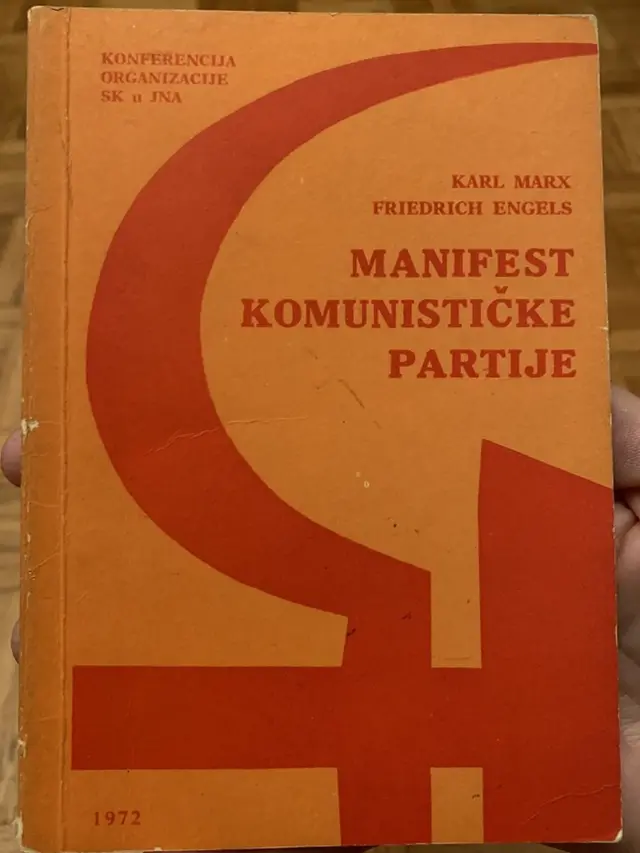 KONFERENCIJA
ORGANIZACIJE
SK u JNA
KARL MARX
FRIEDRICH ENGELS
MANIFEST
KOMUNISTIČKE
PARTIJE
1972